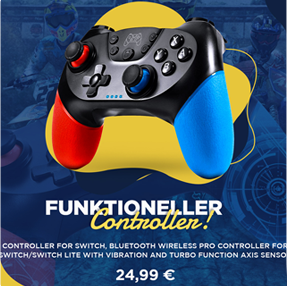 FUNKTIONELLER
Controller!
CONTROLLER FOR SWITCH, BLUETOOTH WIRELESS PRO CONTROLLER FOR
SWITCH/SWITCH LITE WITH VIBRATION AND TURBO FUNCTION AXIS SENSO
24,99 €